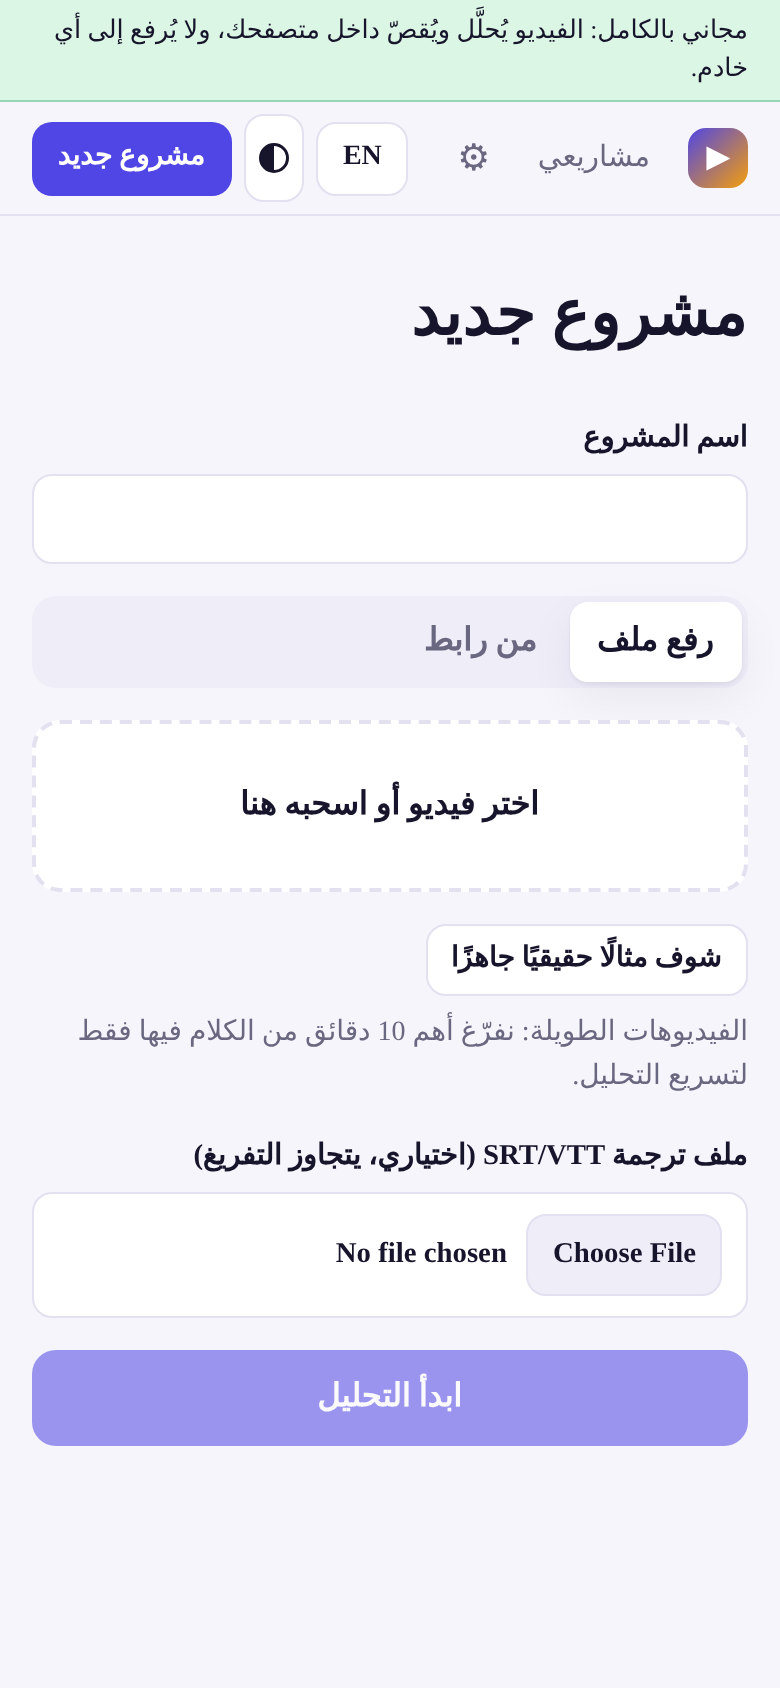 مجاني بالكامل: الفيديو يُحلَّل ويُقصّ داخل متصفحك، ولا يُرفع إلى أي
خادم.
مشاريعي
EN
مشروع جديد
مشروع جديد
اسم المشروع
رفع ملف
من رابط
اختر فيديو أو اسحبه هنا
شوف مثالًا حقيقيًا جاهزًا
الفيديوهات الطويلة: نفرّغ أهم 10 دقائق من الكلام فيها فقط
لتسريع التحليل.
ملف ترجمة SRT/VTT (اختياري، يتجاوز التفريغ)
Choose File No file chosen
ابدأ التحليل